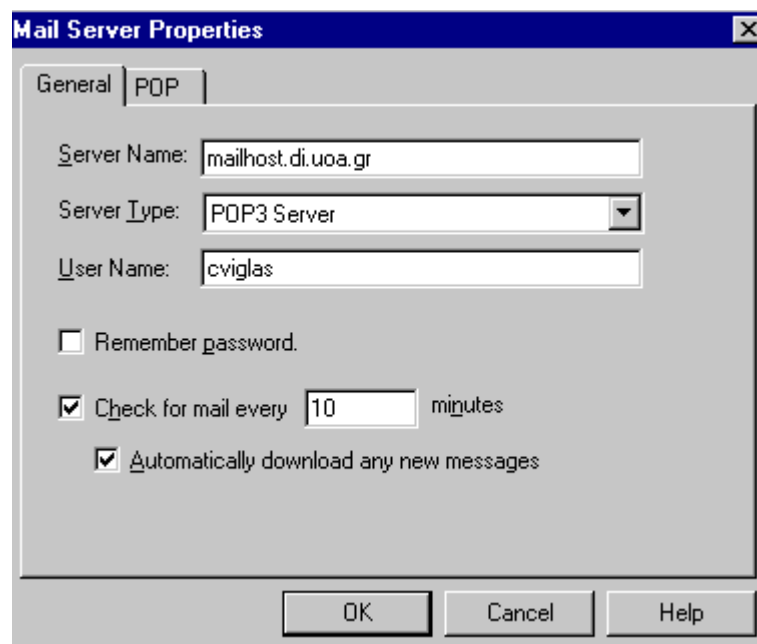 Mail Server Properties
General POP
Server Name: mailhost.di.uoa.gr
Server Type: POP3 Server
User Name: cviglas
Remember password.
Check for mail every 10 minutes
Automatically download any new messages
OK Cancel Help